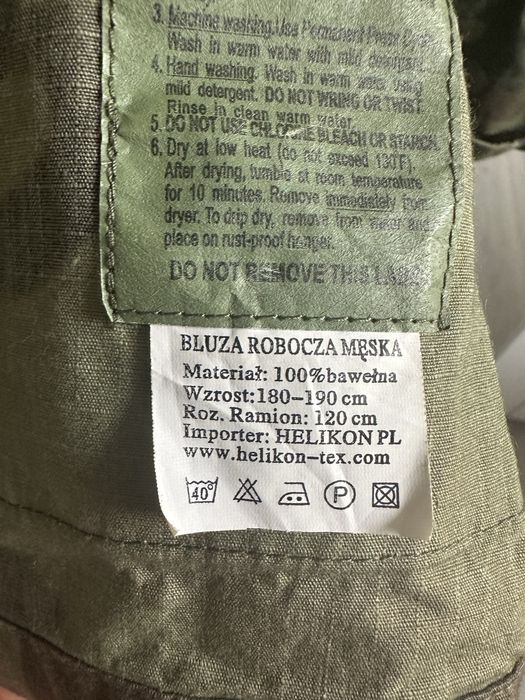 3. Machine washing. Use Permanent Press Cycle
Wash in warm water with mild detergent.
4. Hand washing. Wash in warm water using
mild detergent. DO NOT WRING OR TWIST.
Rinse in clean warm water.
5. DO NOT USE CHLORINE BLEACH OR STARCH.
6. Dry at low heat (do not exceed 130'F).
After drying, tumble at room temperature
for 10 minutes. Remove immediately from
dryer. To drip dry, remove from water and
place on rust-proof hanger.
DO NOT REMOVE THIS LABEL
BLUZA ROBOCZA MĘSKA
Materiał: 100%bawełna
Wzrost:180-190 cm
Roz. Ramion: 120 cm
Importer: HELIKON PL
www.helikon-tex.com
40° P